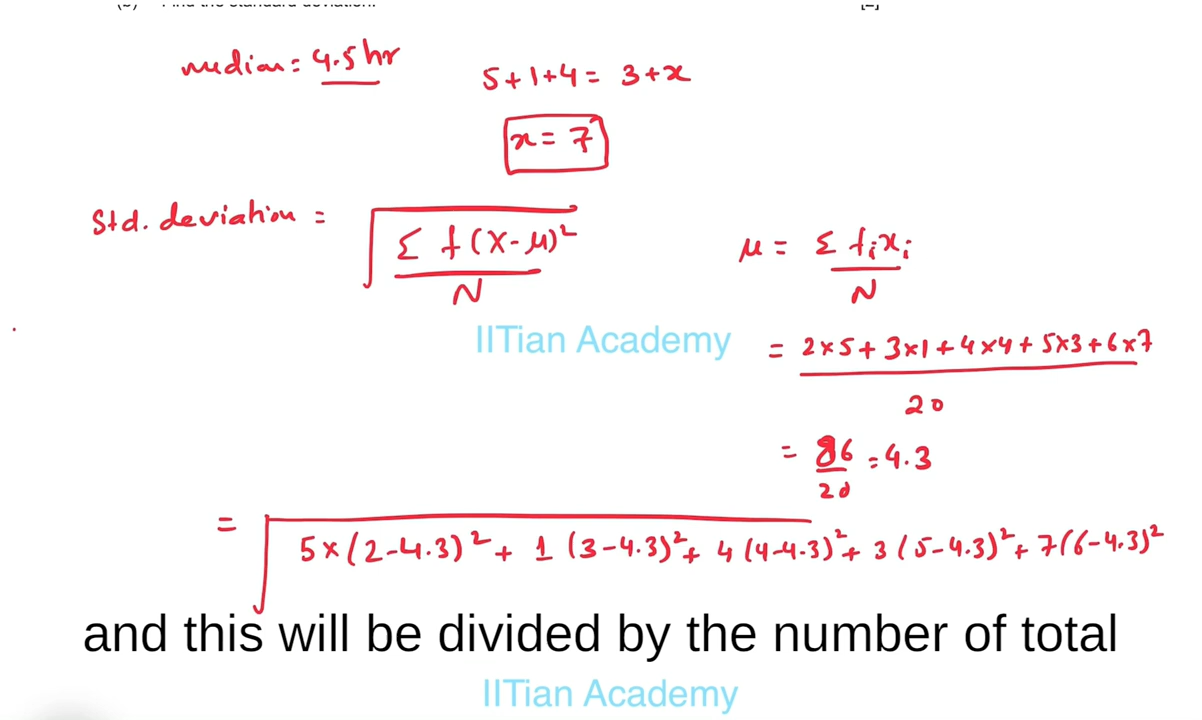 median = 4.5 hr
5+1+4 = 3+x
x = 7
Std. deviation = √ Σ f(X-μ)² / N
μ = Σ fᵢxᵢ / N
IITian Academy
= 2×5+3×1+4×4+5×3+6×7 / 20
= 86/20 = 4.3
= √ 5×(2-4.3)² + 1 (3-4.3)² + 4 (4-4.3)² + 3 (5-4.3)² + 7(6-4.3)²
and this will be divided by the number of total
IITian Academy